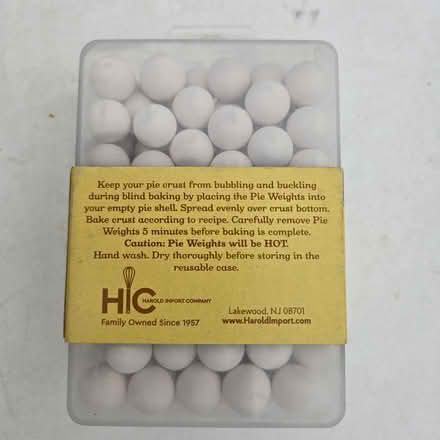 Keep your pie crust from bubbling and buckling
during blind baking by placing the Pie Weights into
your empty pie shell. Spread evenly over crust bottom.
Bake crust according to recipe. Carefully remove Pie
Weights 5 minutes before baking is complete.
Caution: Pie Weights will be HOT.
Hand wash. Dry thoroughly before storing in the
reusable case.
HIC
HAROLD IMPORT COMPANY
Family Owned Since 1957
Lakewood, NJ 08701
www.HaroldImport.com